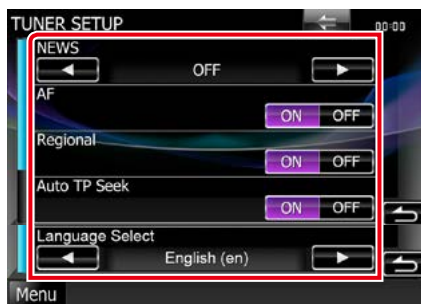 TUNER SETUP
00:00
NEWS
OFF
AF
ON OFF
Regional
ON OFF
Auto TP Seek
ON OFF
Language Select
English (en)
Menu